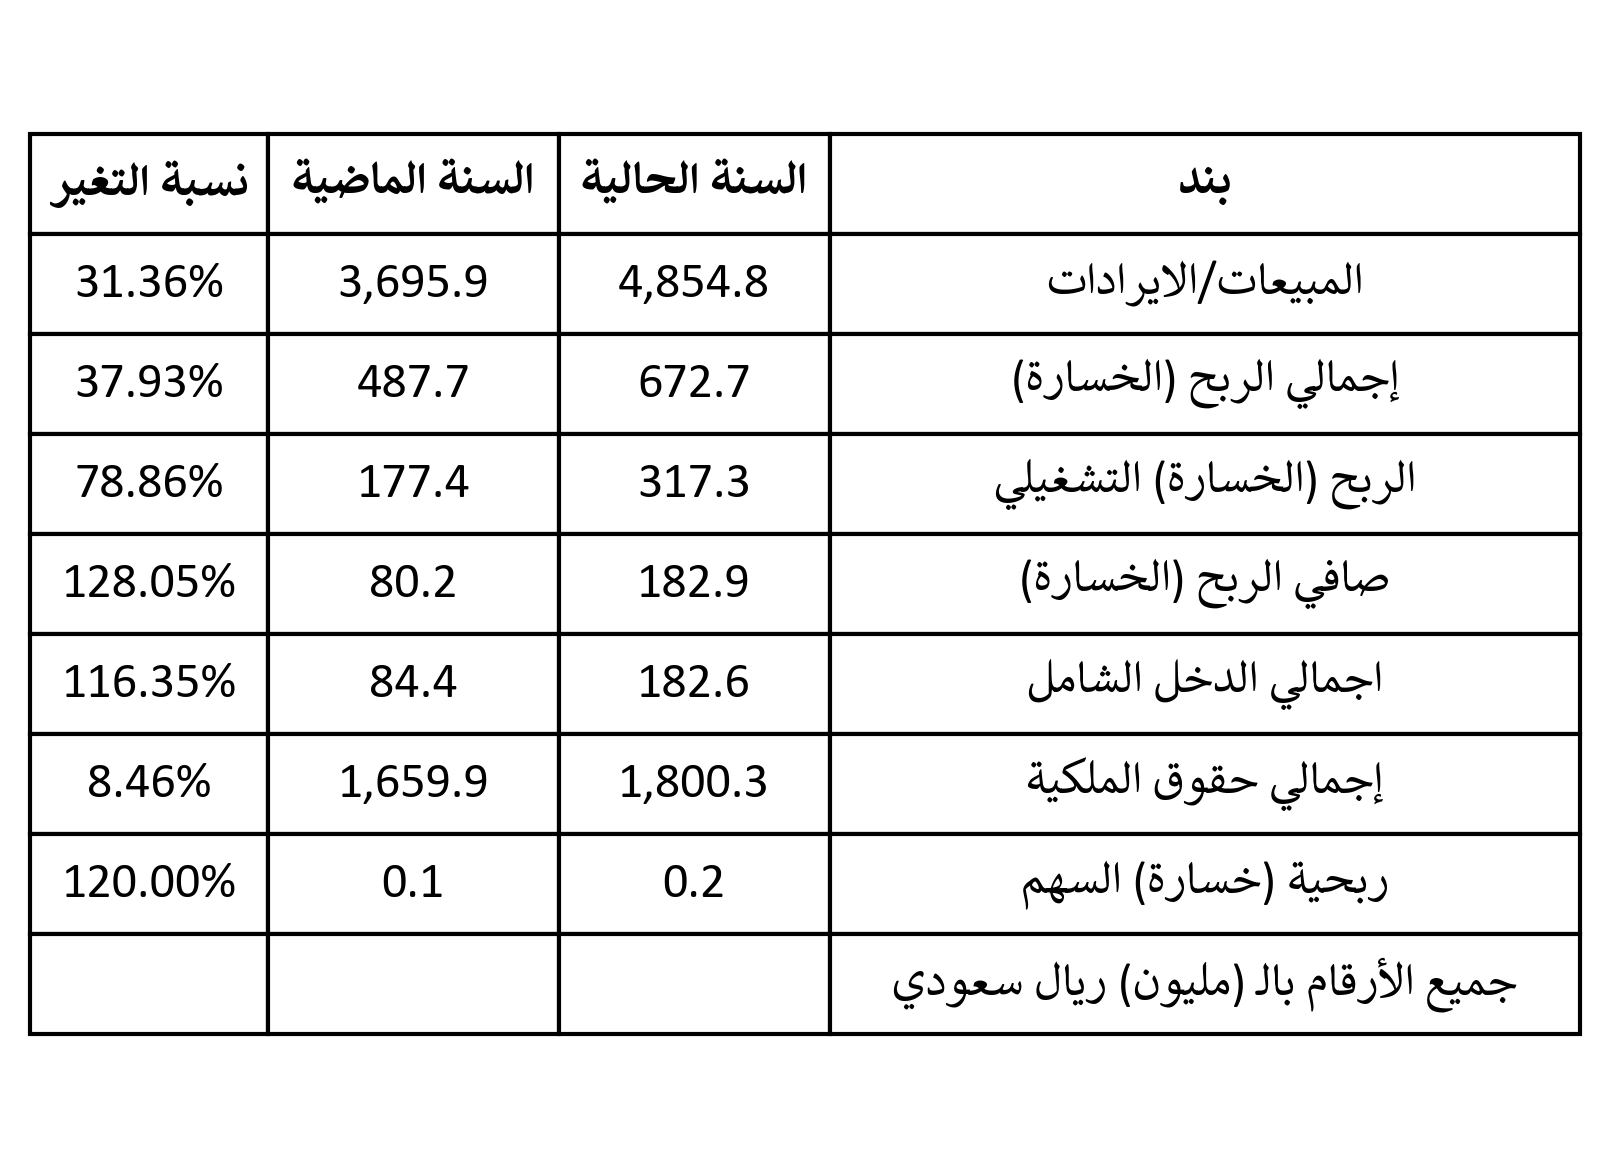 بند السنة الحالية السنة الماضية نسبة التغير
المبيعات/الايرادات 4,854.8 3,695.9 31.36%
إجمالي الربح (الخسارة) 672.7 487.7 37.93%
الربح (الخسارة) التشغيلي 317.3 177.4 78.86%
صافي الربح (الخسارة) 182.9 80.2 128.05%
اجمالي الدخل الشامل 182.6 84.4 116.35%
إجمالي حقوق الملكية 1,800.3 1,659.9 8.46%
ربحية (خسارة) السهم 0.2 0.1 120.00%
جميع الأرقام بالـ (مليون) ريال سعودي